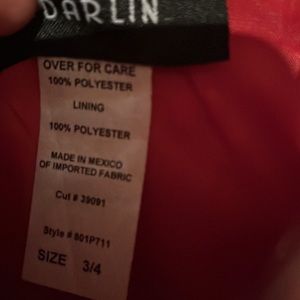 DARLIN
OVER FOR CARE
100% POLYESTER
LINING
100% POLYESTER
MADE IN MEXICO
OF IMPORTED FABRIC
Cut # 39091
Style # 801P711
SIZE 3/4